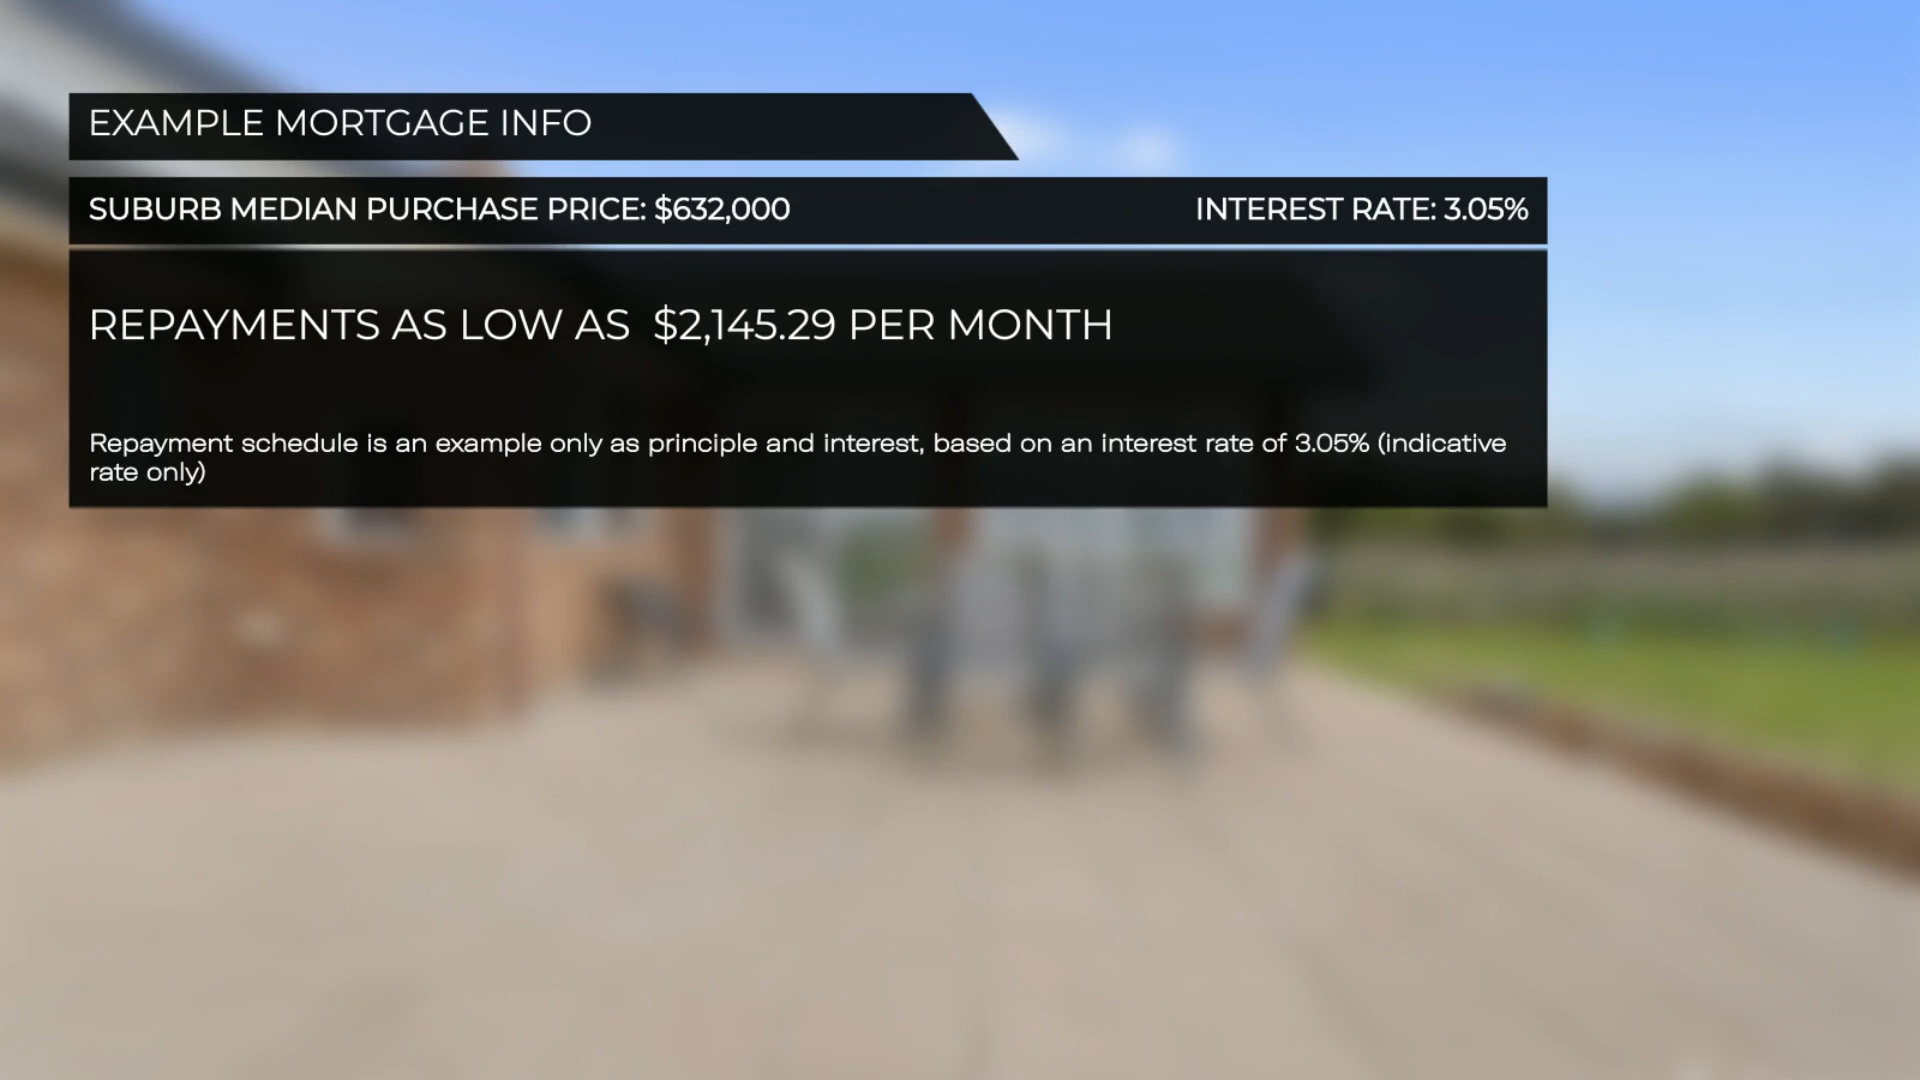 EXAMPLE MORTGAGE INFO
SUBURB MEDIAN PURCHASE PRICE: $632,000
INTEREST RATE: 3.05%
REPAYMENTS AS LOW AS  $2,145.29 PER MONTH
Repayment schedule is an example only as principle and interest, based on an interest rate of 3.05% (indicative
rate only)